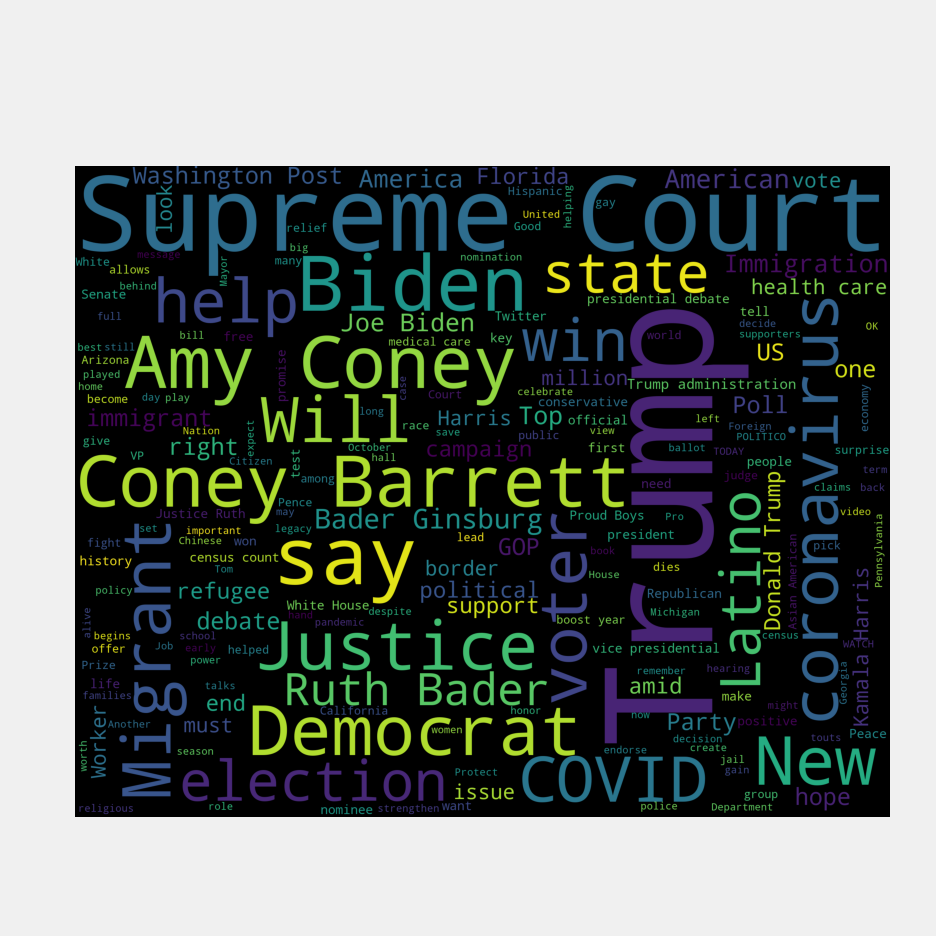 Washington Post
America
Florida
American
vote
Supreme Court
look
Hispanic
helping
gay
United
Good
relief
big
message
White
many
nomination
allows
Mayor
behind
help
Biden
state
Immigration
presidential debate
health care
Senate
full
Joe Biden
Twitter
tell
decide
supporters
OK
bill
free
medical care
key
win
world
US
best
still
Arizona
Amy Coney
played
home
promise
case
Court
celebrate
million
Trump administration
one
become
day
play
conservative
Poll
economy
immigrant
Will
long
Harris
Top
official
left
race
save
Nation
give
right
expect
October
hall
campaign
public
view
first
Foreign
POLITICO
ballot
TODAY
surprise
VP
Citizen
test
among
people
term
back
judge
claims
Coney Barrett
Pence
need
Trump
coronavirus
Latino
Donald Trump
video
Justice Ruth
may
set
important
legacy
Bader Ginsburg
Proud Boys
Pro
president
pick
Pennsylvania
fight
Chinese
won
lead
GOP
book
history
census count
say
Tom
border
House
dies
Asian American
policy
refugee
political
Republican
Migrant
voter
White House
support
despite
Michigan
Kamala Harris
alive
debate
hand
pandemic
boost year
begins
offer
Job
school
early
helped
Justice
vice presidential
census
WATCH
Prize
power
remember
hearing
Georgia
life
families
talks
Ruth Bader
amid
make
end
might
Worker
Another
must
California
honor
now
Party
positive
Peace
decision
touts
worth
season
Democrat
women
endorse
create
New
jail
gain
election
Protect
issue
COVID
group
hope
religious
role
nominee
strengthen
want
police
Department